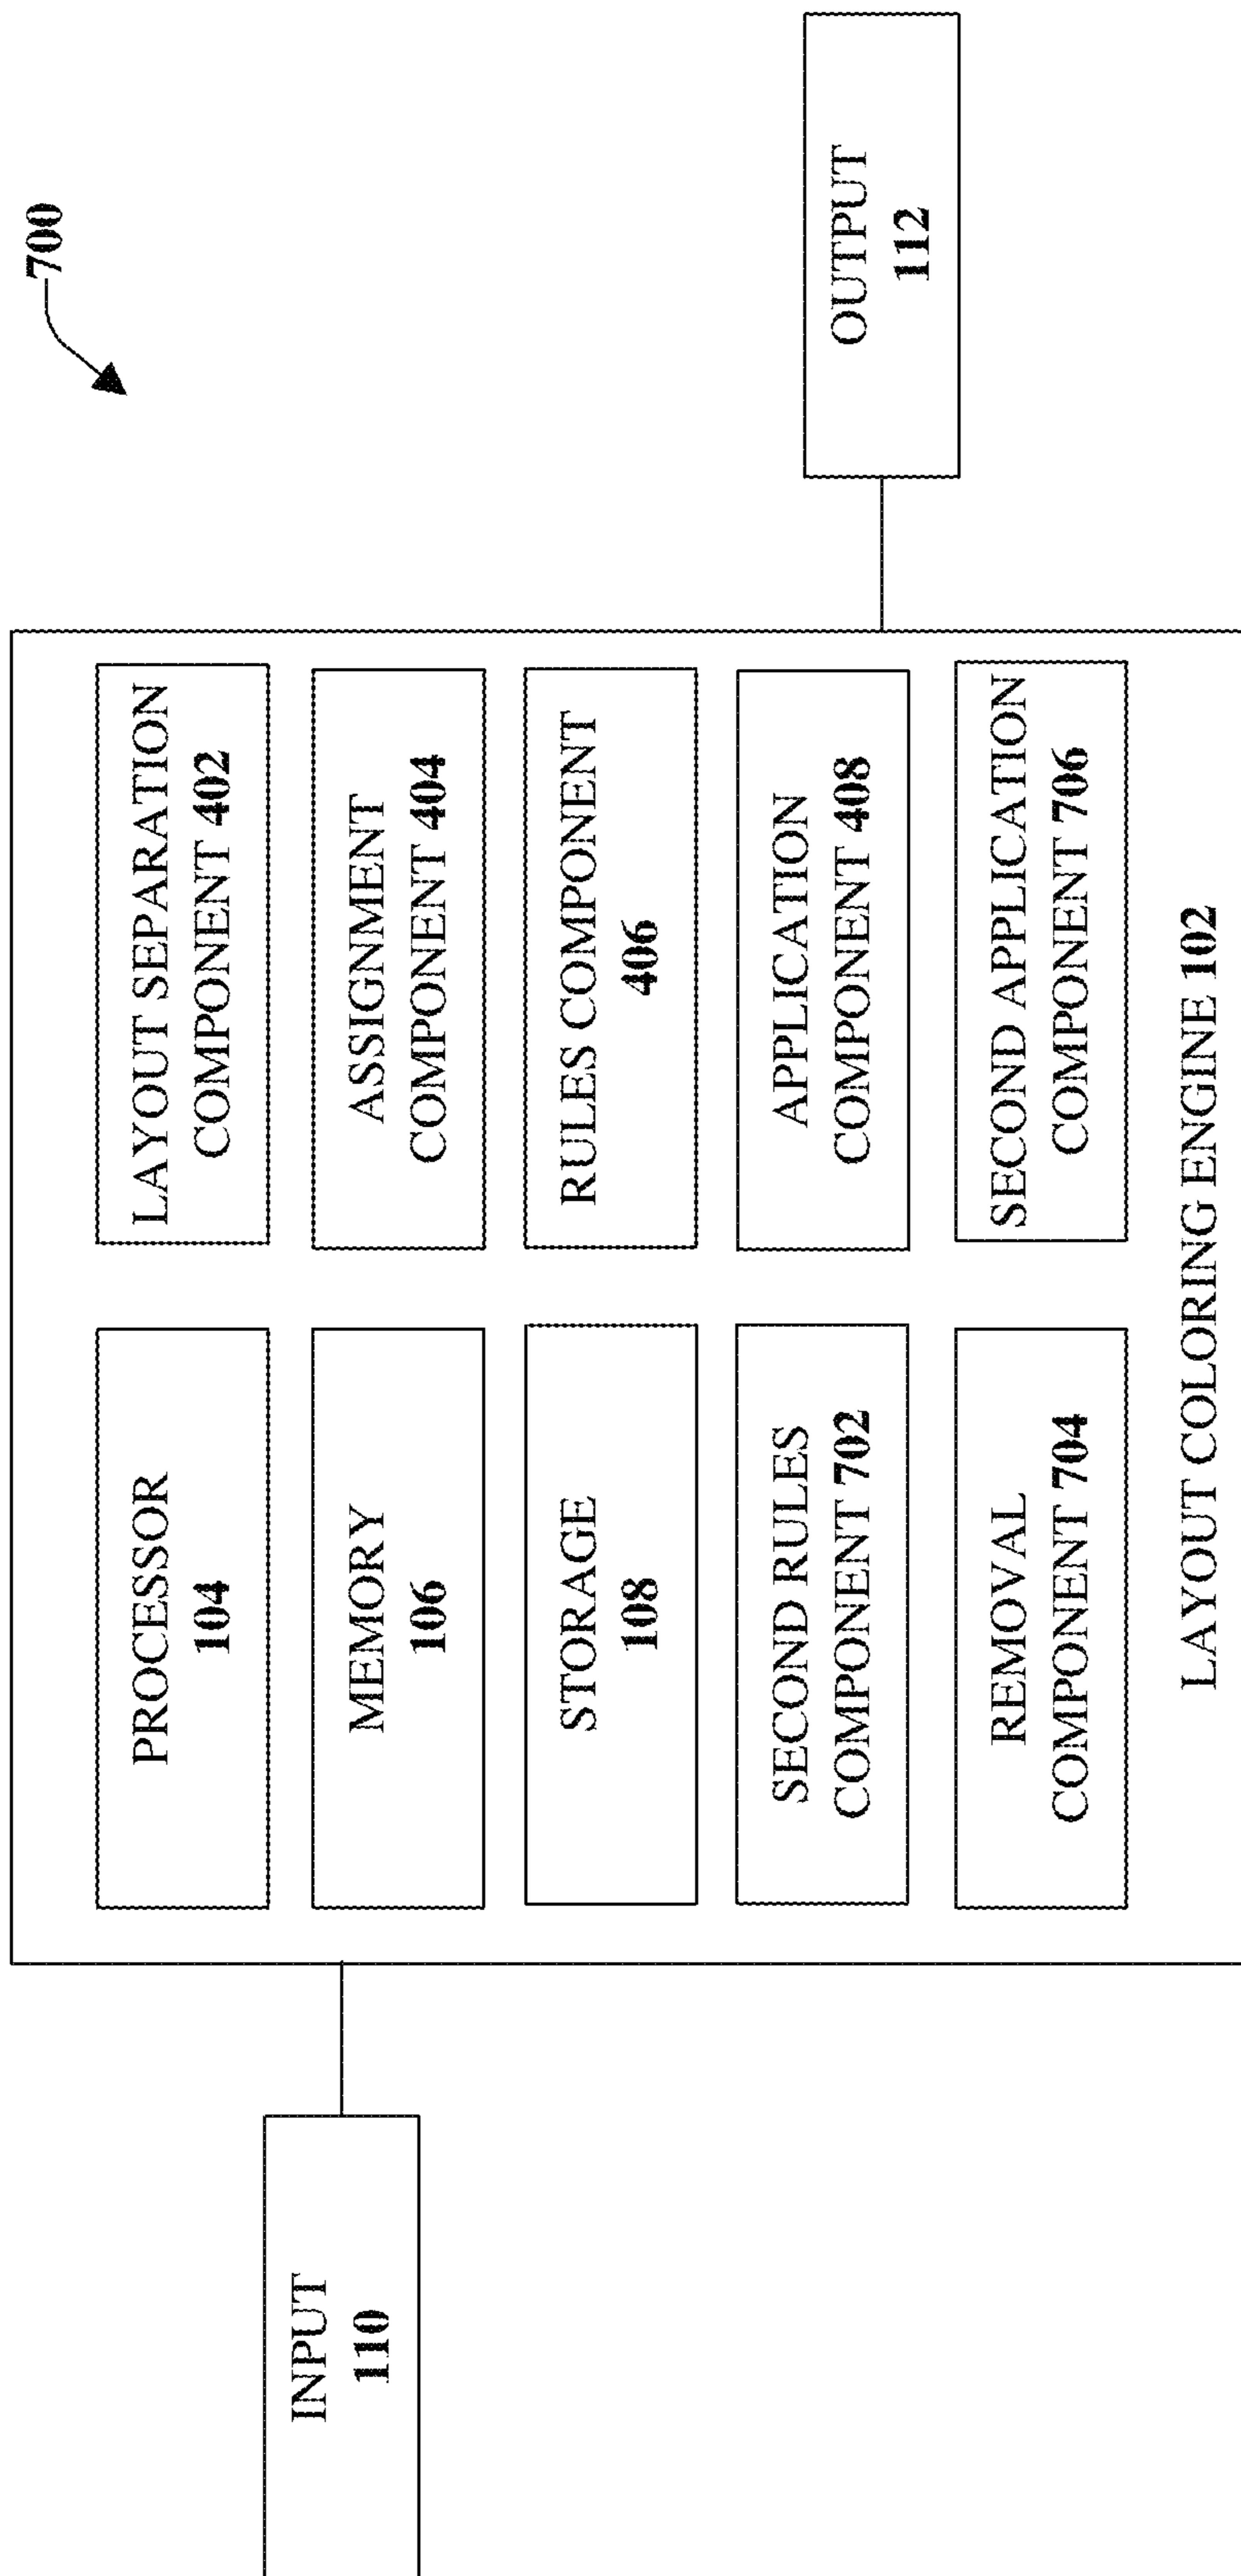 700
INPUT
110
PROCESSOR
104
LAYOUT SEPARATION
COMPONENT 402
MEMORY
106
ASSIGNMENT
COMPONENT 404
STORAGE
108
RULES COMPONENT
406
SECOND RULES
COMPONENT 702
APPLICATION
COMPONENT 408
REMOVAL
COMPONENT 704
SECOND APPLICATION
COMPONENT 706
LAYOUT COLORING ENGINE 102
OUTPUT
112